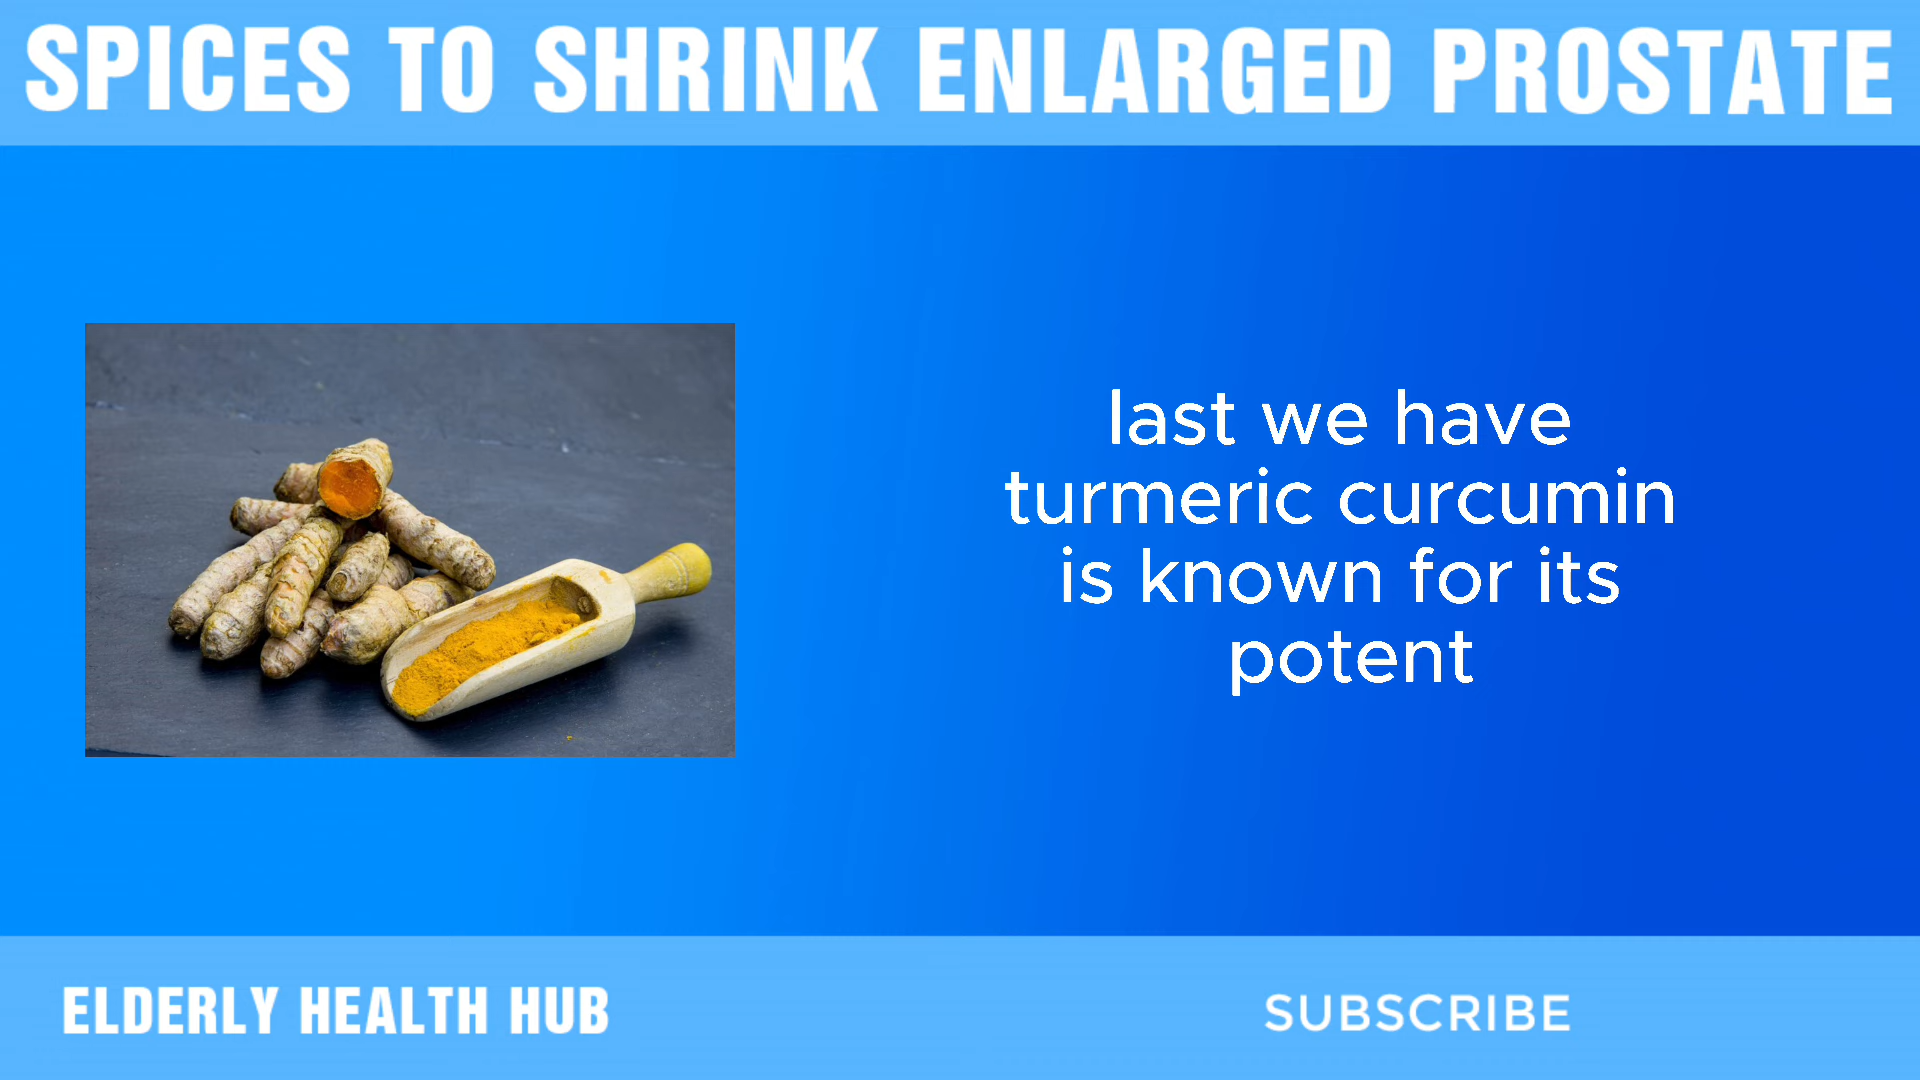 SPICES TO SHRINK ENLARGED PROSTATE
last we have
turmeric curcumin
is known for its
potent
ELDERLY HEALTH HUB
SUBSCRIBE